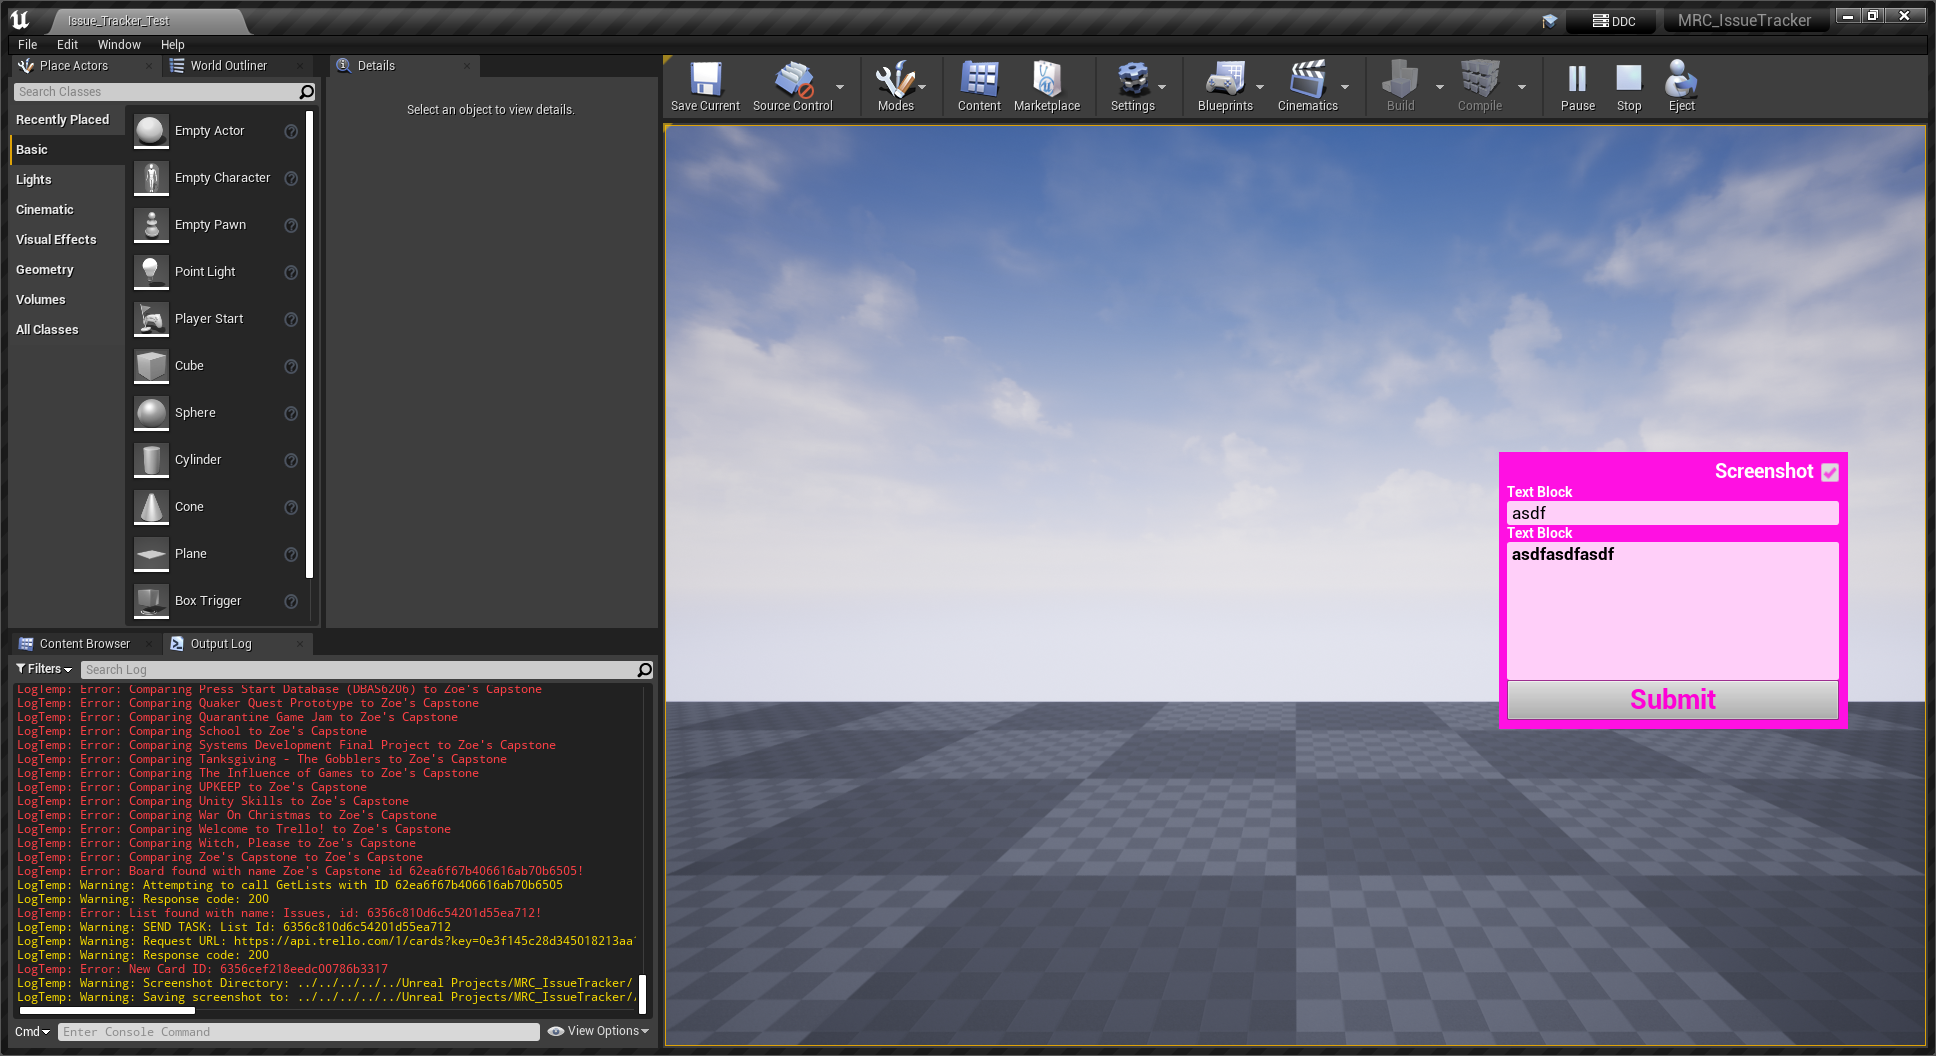 Issue_Tracker_Test
DDC
MRC_IssueTracker
File Edit Window Help
Place Actors
World Outliner
Details
Search Classes
Recently Placed
Basic
Lights
Cinematic
Visual Effects
Geometry
Volumes
All Classes
Empty Actor
Empty Character
Empty Pawn
Point Light
Player Start
Cube
Sphere
Cylinder
Cone
Plane
Box Trigger
Select an object to view details.
Save Current
Source Control
Modes
Content
Marketplace
Settings
Blueprints
Cinematics
Build
Compile
Pause
Stop
Eject
Screenshot
Text Block
asdf
Text Block
asdfasdfasdf
Submit
Content Browser
Output Log
Filters
Search Log
LogTemp: Error: Comparing Press Start Database (DBAS6206) to Zoe's Capstone
LogTemp: Error: Comparing Quaker Quest Prototype to Zoe's Capstone
LogTemp: Error: Comparing Quarantine Game Jam to Zoe's Capstone
LogTemp: Error: Comparing School to Zoe's Capstone
LogTemp: Error: Comparing Systems Development Final Project to Zoe's Capstone
LogTemp: Error: Comparing Tanksgiving - The Gobblers to Zoe's Capstone
LogTemp: Error: Comparing The Influence of Games to Zoe's Capstone
LogTemp: Error: Comparing UPKEEP to Zoe's Capstone
LogTemp: Error: Comparing Unity Skills to Zoe's Capstone
LogTemp: Error: Comparing War On Christmas to Zoe's Capstone
LogTemp: Error: Comparing Welcome to Trello! to Zoe's Capstone
LogTemp: Error: Comparing Witch, Please to Zoe's Capstone
LogTemp: Error: Comparing Zoe's Capstone to Zoe's Capstone
LogTemp: Error: Board found with name Zoe's Capstone id 62ea6f67b406616ab70b6505!
LogTemp: Warning: Attempting to call GetLists with ID 62ea6f67b406616ab70b6505
LogTemp: Warning: Response code: 200
LogTemp: Error: List found with name: Issues, id: 6356c810d6c54201d55ea712!
LogTemp: Warning: SEND TASK: List Id: 6356c810d6c54201d55ea712
LogTemp: Warning: Request URL: https://api.trello.com/1/cards?key=0e3f145c28d345018213aa
LogTemp: Warning: Response code: 200
LogTemp: Error: New Card ID: 6356cef218eedc00786b3317
LogTemp: Warning: Screenshot Directory: ../../../../../Unreal Projects/MRC_IssueTracker/
LogTemp: Warning: Saving screenshot to: ../../../../../Unreal Projects/MRC_IssueTracker/
Cmd
Enter Console Command
View Options